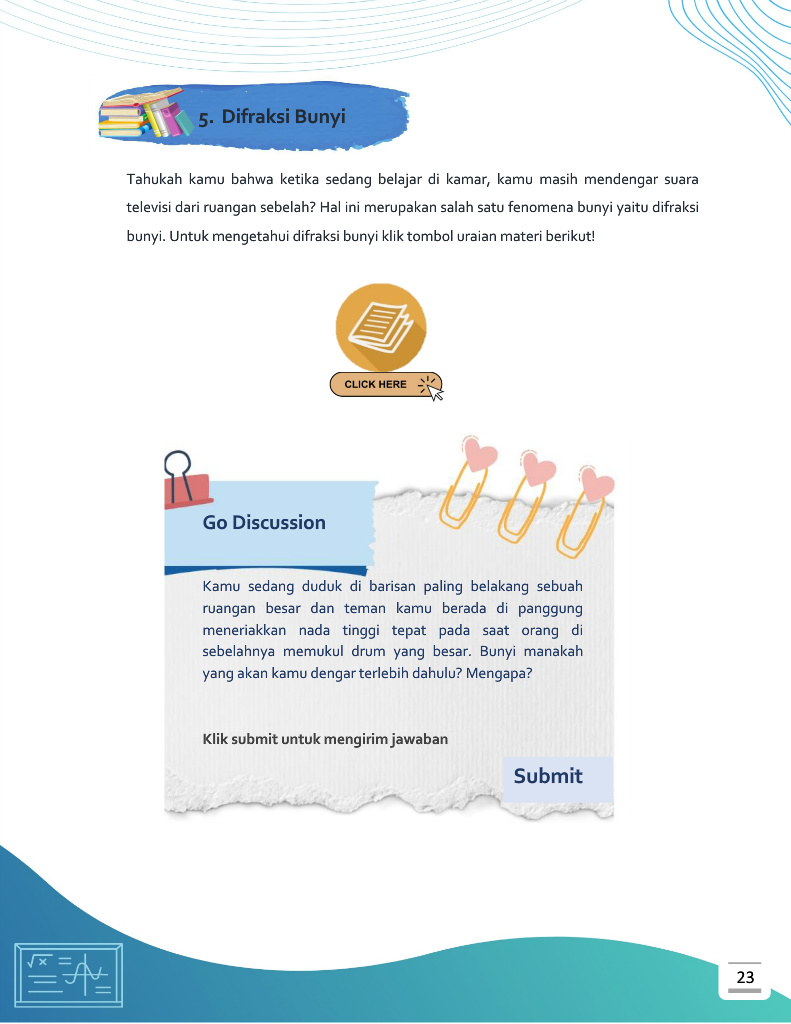 5. Difraksi Bunyi
Tahukah kamu bahwa ketika sedang belajar di kamar, kamu masih mendengar suara
televisi dari ruangan sebelah? Hal ini merupakan salah satu fenomena bunyi yaitu difraksi
bunyi. Untuk mengetahui difraksi bunyi klik tombol uraian materi berikut!
CLICK HERE
Go Discussion
Kamu sedang duduk di barisan paling belakang sebuah
ruangan besar dan teman kamu berada di panggung
meneriakkan nada tinggi tepat pada saat orang di
sebelahnya memukul drum yang besar. Bunyi manakah
yang akan kamu dengar terlebih dahulu? Mengapa?
Klik submit untuk mengirim jawaban
Submit
√x
23